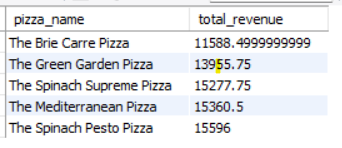 pizza_name total_revenue
The Brie Carre Pizza 11588.4999999999
The Green Garden Pizza 13955.75
The Spinach Supreme Pizza 15277.75
The Mediterranean Pizza 15360.5
The Spinach Pesto Pizza 15596